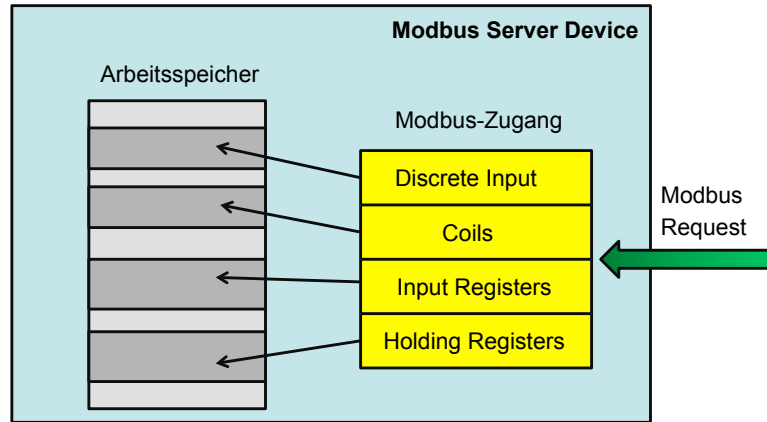 Modbus Server Device
Arbeitsspeicher
Modbus-Zugang
Discrete Input
Coils
Input Registers
Holding Registers
Modbus
Request